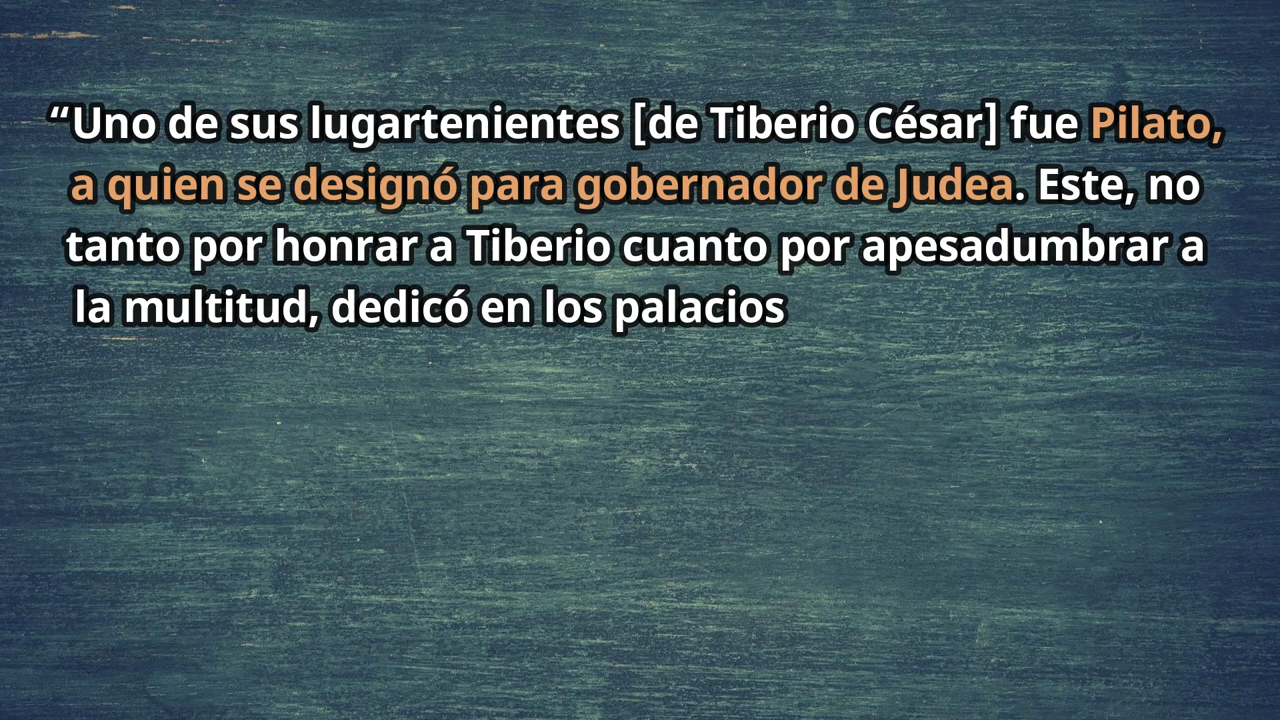 “Uno de sus lugartenientes [de Tiberio César] fue Pilato,
a quien se designó para gobernador de Judea. Este, no
tanto por honrar a Tiberio cuanto por apesadumbrar a
la multitud, dedicó en los palacios